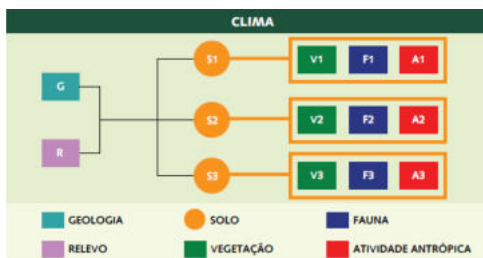 CLIMA
S1 V1 F1 A1
G
S2 V2 F2 A2
R
S3 V3 F3 A3
GEOLOGIA SOLO FAUNA
RELEVO VEGETAÇÃO ATIVIDADE ANTRÓPICA